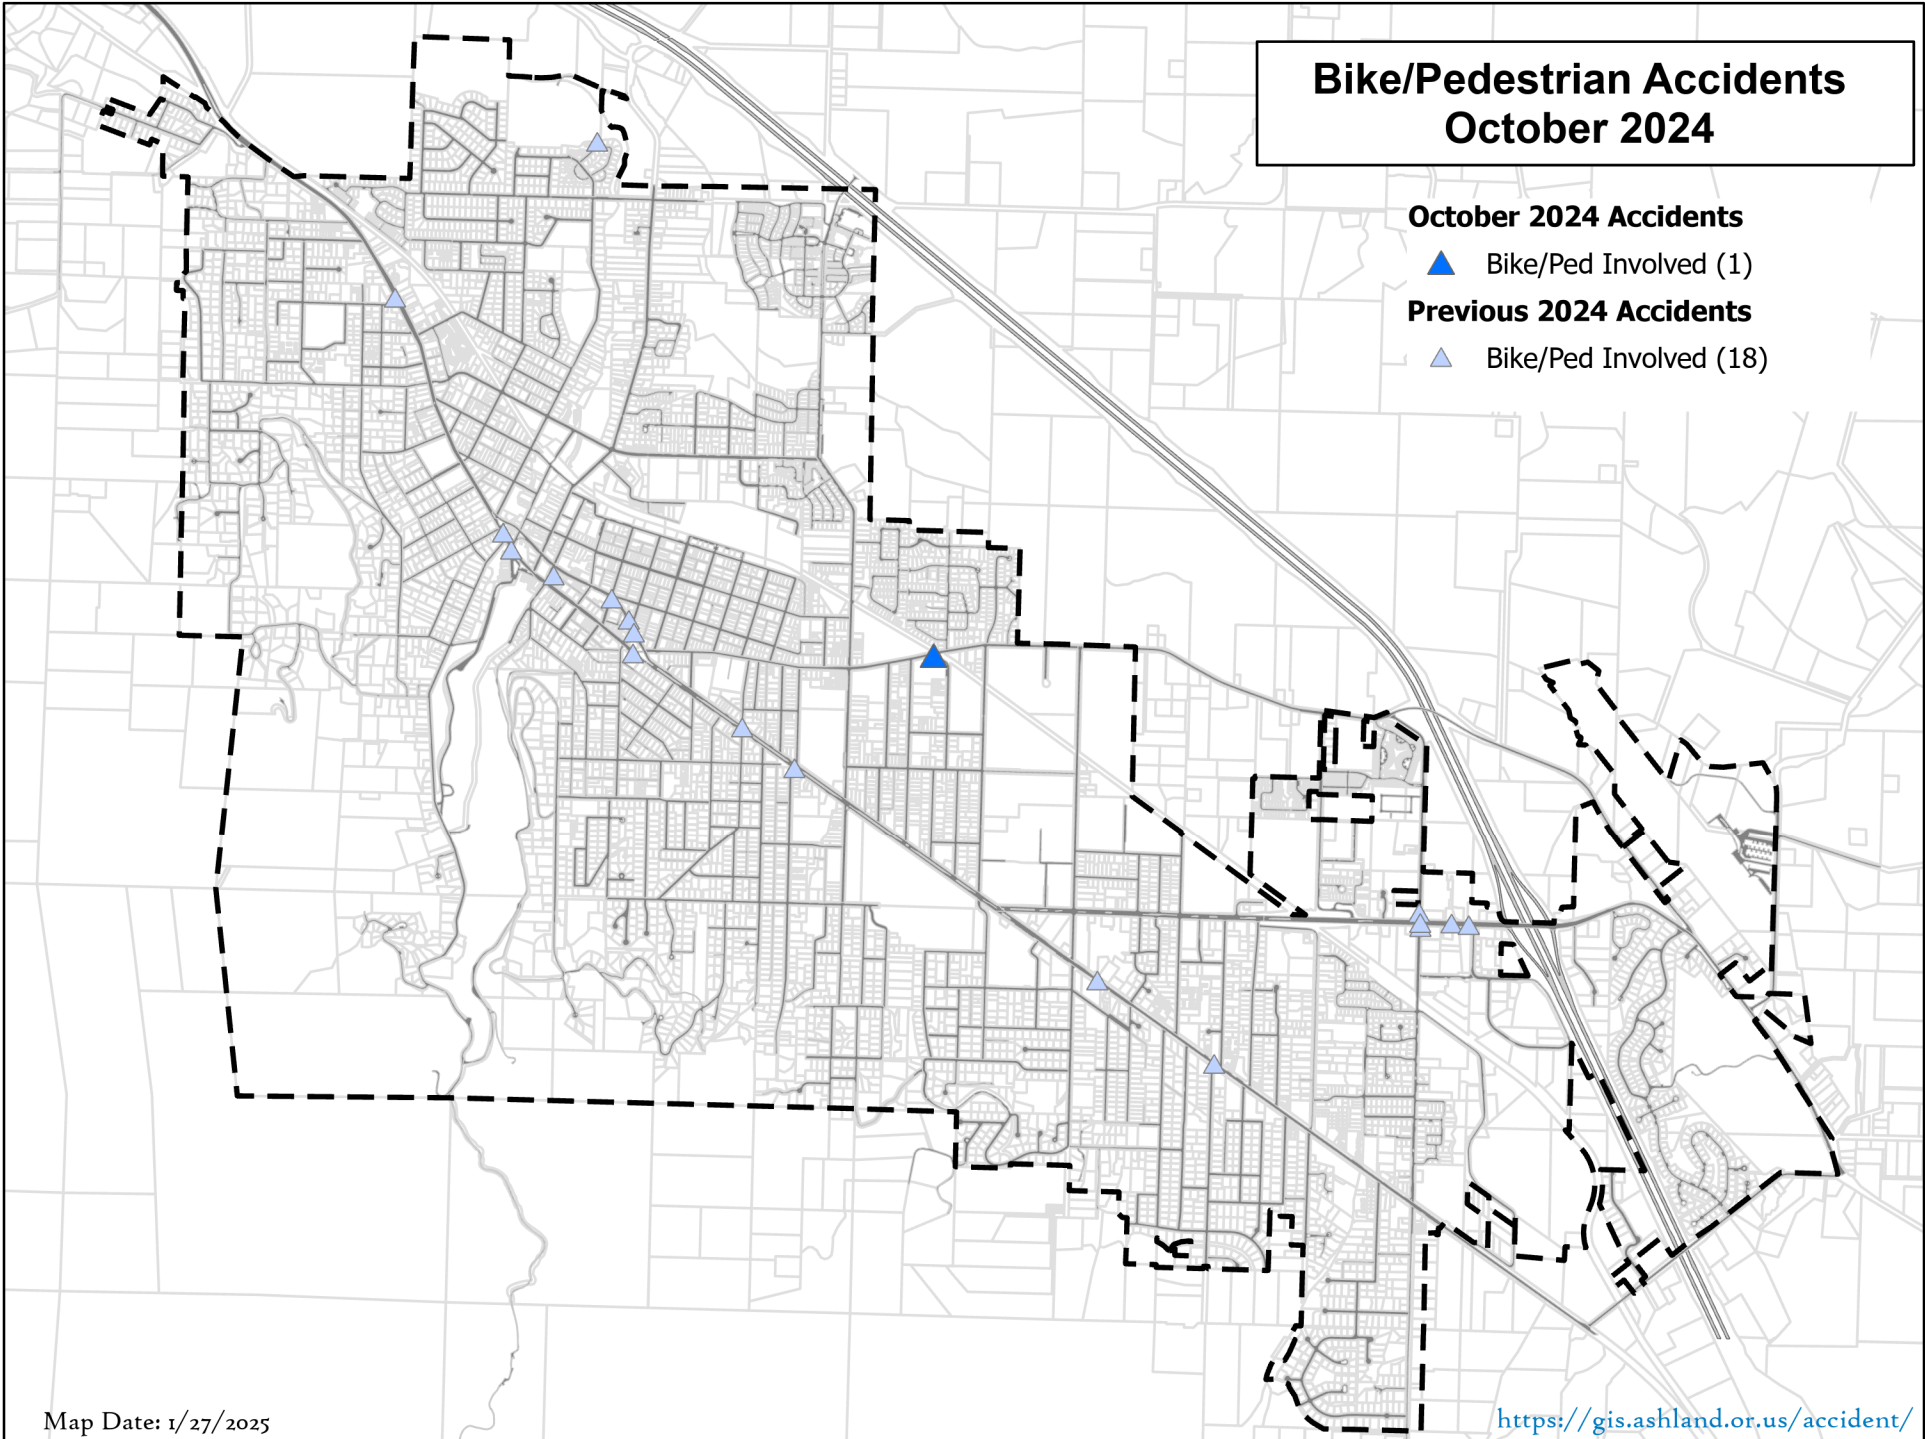 Bike/Pedestrian Accidents
October 2024
October 2024 Accidents
Bike/Ped Involved (1)
Previous 2024 Accidents
Bike/Ped Involved (18)
Map Date: 1/27/2025
https://gis.ashland.or.us/accident/